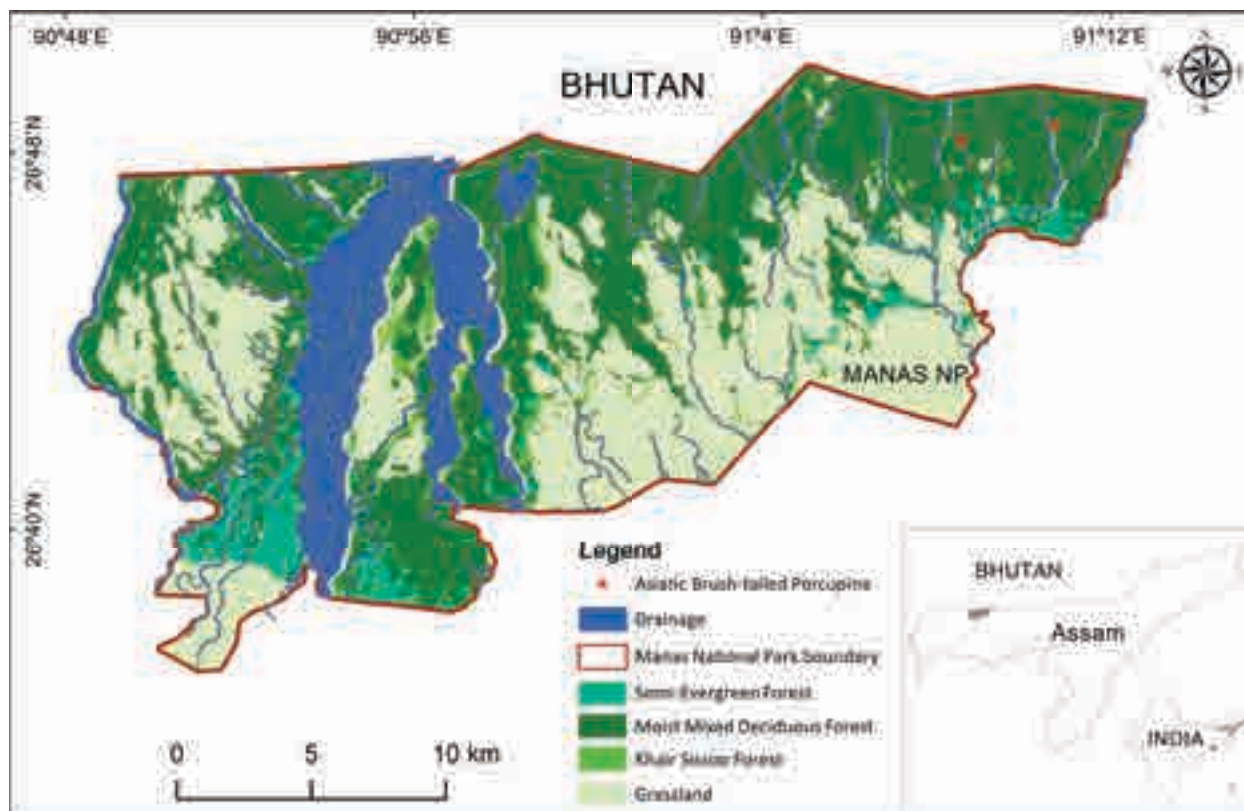 90°48'E 90°56'E 91°4'E 91°12'E
BHUTAN
26°48'N
MANAS NP
26°40'N
Legend
Asiatic Brush-tailed Porcupine
Drainage
Manas National Park boundary
Semi Evergreen Forest
Moist Mixed Deciduous Forest
Khair Sissoo Forest
Grassland
0 5 10 km
BHUTAN
Assam
INDIA